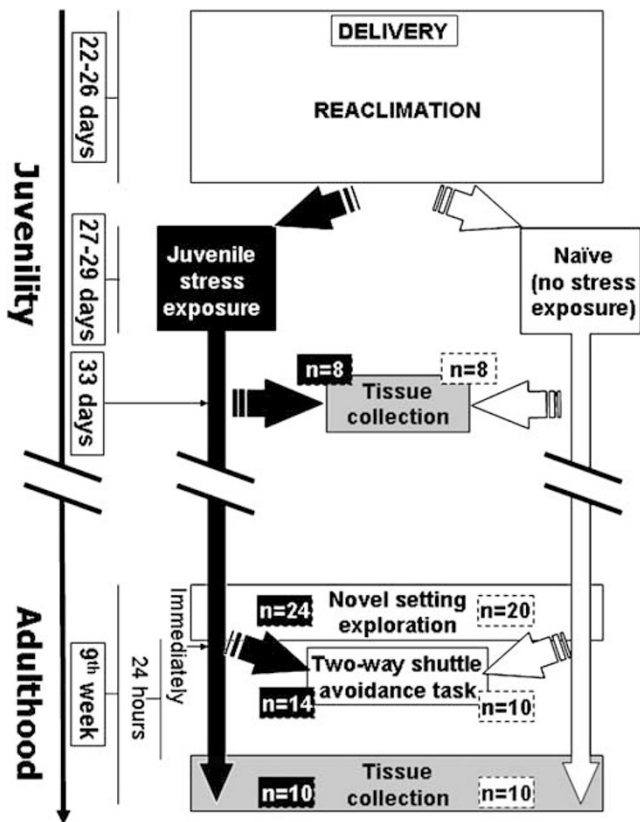 DELIVERY
REACLIMATION
22-26
days
Juvenility
27-29 days
Juvenile
stress
exposure
Naïve
(no stress
exposure)
33
days
n=8
n=8
Tissue
collection
Adulthood
9th week
24 hours
Immediately
n=24
Novel setting
exploration
n=20
Two-way shuttle
avoidance task
n=14
n=10
Tissue
collection
n=10
n=10